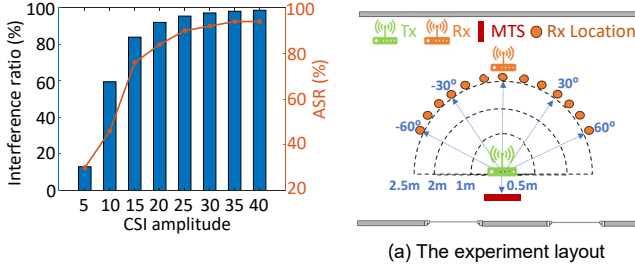 Interference ratio (%)
100
80
60
40
20
0
100
80
60
40
20
ASR (%)
5 10 15 20 25 30 35 40
CSI amplitude
Tx Rx MTS Rx Location
-30° 30°
-60° 60°
2.5m 2m 1m 0.5m
(a) The experiment layout